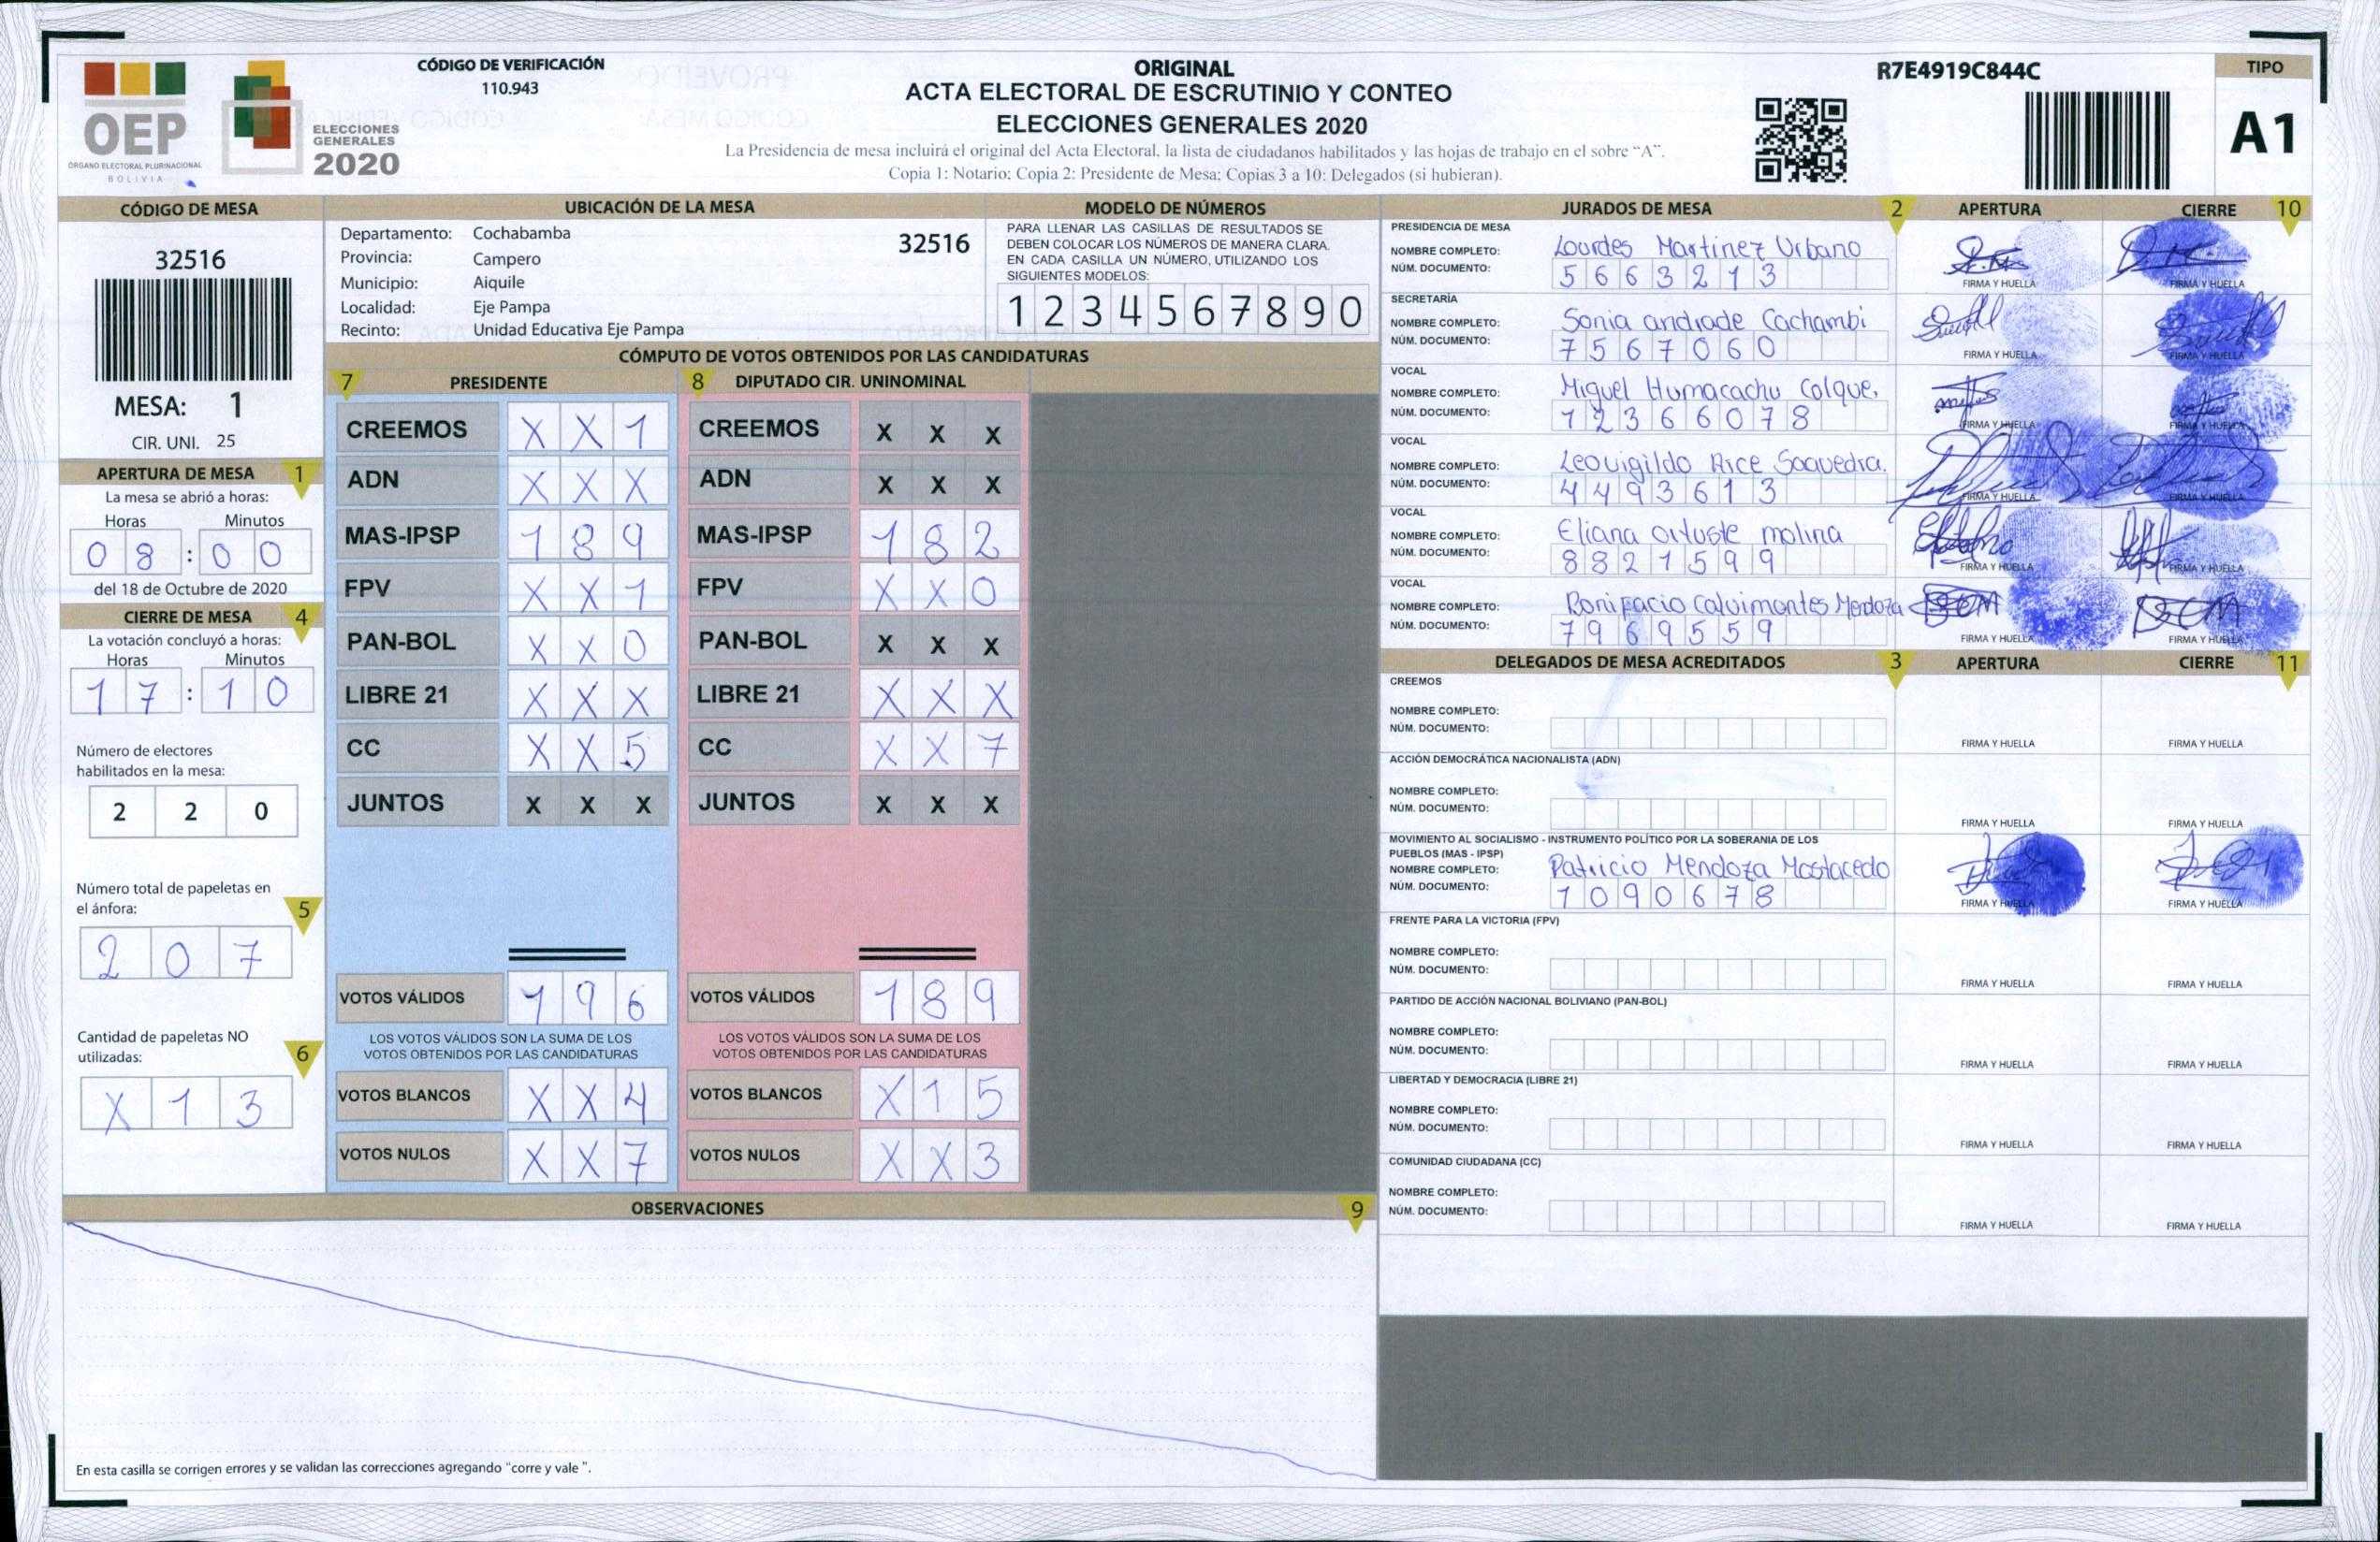 OEP
ÓRGANO ELECTORAL PLURINACIONAL
BOLIVIA
ELECCIONES
GENERALES
2020
CÓDIGO DE VERIFICACIÓN
110.943
ORIGINAL
ACTA ELECTORAL DE ESCRUTINIO Y CONTEO
ELECCIONES GENERALES 2020
La Presidencia de mesa incluirá el original del Acta Electoral, la lista de ciudadanos habilitados y las hojas de trabajo en el sobre "A".
Copia 1: Notario; Copia 2: Presidente de Mesa; Copias 3 a 10: Delegados (si hubieran).
R7E4919C844C
TIPO
A1
CÓDIGO DE MESA
32516
MESA: 1
CIR. UNI. 25
APERTURA DE MESA 1
La mesa se abrió a horas:
Horas Minutos
0 8 : 0 0
del 18 de Octubre de 2020
CIERRE DE MESA 4
La votación concluyó a horas:
Horas Minutos
1 7 : 1 0
Número de electores
habilitados en la mesa:
2 2 0
Número total de papeletas en
el ánfora: 5
2 0 7
Cantidad de papeletas NO
utilizadas: 6
X 1 3
UBICACIÓN DE LA MESA
Departamento: Cochabamba 32516
Provincia: Campero
Municipio: Aiquile
Localidad: Eje Pampa
Recinto: Unidad Educativa Eje Pampa
MODELO DE NÚMEROS
PARA LLENAR LAS CASILLAS DE RESULTADOS SE
DEBEN COLOCAR LOS NÚMEROS DE MANERA CLARA.
EN CADA CASILLA UN NÚMERO, UTILIZANDO LOS
SIGUIENTES MODELOS:
1 2 3 4 5 6 7 8 9 0
CÓMPUTO DE VOTOS OBTENIDOS POR LAS CANDIDATURAS
7 PRESIDENTE
CREEMOS X X 1
ADN X X X
MAS-IPSP 1 8 9
FPV X X 1
PAN-BOL X X 0
LIBRE 21 X X X
CC X X 5
JUNTOS X X X
VOTOS VÁLIDOS 1 9 6
LOS VOTOS VÁLIDOS SON LA SUMA DE LOS
VOTOS OBTENIDOS POR LAS CANDIDATURAS
VOTOS BLANCOS X X 4
VOTOS NULOS X X 7
8 DIPUTADO CIR. UNINOMINAL
CREEMOS X X X
ADN X X X
MAS-IPSP 1 8 2
FPV X X 0
PAN-BOL X X X
LIBRE 21 X X X
CC X X 7
JUNTOS X X X
VOTOS VÁLIDOS 1 8 9
LOS VOTOS VÁLIDOS SON LA SUMA DE LOS
VOTOS OBTENIDOS POR LAS CANDIDATURAS
VOTOS BLANCOS X 1 5
VOTOS NULOS X X 3
OBSERVACIONES 9
En esta casilla se corrigen errores y se validan las correcciones agregando "corre y vale ".
JURADOS DE MESA 2 APERTURA CIERRE 10
PRESIDENCIA DE MESA
NOMBRE COMPLETO: Lourdes Martinez Urbano
NÚM. DOCUMENTO: 5 6 6 3 2 1 3
FIRMA Y HUELLA FIRMA Y HUELLA
SECRETARÍA
NOMBRE COMPLETO: Sonia andrade Cachambi
NÚM. DOCUMENTO: 7 5 6 7 0 6 0
FIRMA Y HUELLA FIRMA Y HUELLA
VOCAL
NOMBRE COMPLETO: Miguel Humacachu Colque.
NÚM. DOCUMENTO: 1 2 3 6 6 0 7 8
FIRMA Y HUELLA FIRMA Y HUELLA
VOCAL
NOMBRE COMPLETO: Leovigildo Arce Saavedra.
NÚM. DOCUMENTO: 4 4 9 3 6 1 3
FIRMA Y HUELLA FIRMA Y HUELLA
VOCAL
NOMBRE COMPLETO: Eliana Ortuste molina
NÚM. DOCUMENTO: 8 8 2 1 5 9 9
FIRMA Y HUELLA FIRMA Y HUELLA
VOCAL
NOMBRE COMPLETO: Bonifacio Calvimontes Mendoza
NÚM. DOCUMENTO: 7 9 6 9 5 5 9
BCM BCM
FIRMA Y HUELLA FIRMA Y HUELLA
DELEGADOS DE MESA ACREDITADOS 3 APERTURA CIERRE 11
CREEMOS
NOMBRE COMPLETO:
NÚM. DOCUMENTO:
FIRMA Y HUELLA FIRMA Y HUELLA
ACCIÓN DEMOCRÁTICA NACIONALISTA (ADN)
NOMBRE COMPLETO:
NÚM. DOCUMENTO:
FIRMA Y HUELLA FIRMA Y HUELLA
MOVIMIENTO AL SOCIALISMO - INSTRUMENTO POLÍTICO POR LA SOBERANIA DE LOS
PUEBLOS (MAS - IPSP)
NOMBRE COMPLETO: Patricio Mendoza Mostacedo
NÚM. DOCUMENTO: 1 0 9 0 6 7 8
FIRMA Y HUELLA FIRMA Y HUELLA
FRENTE PARA LA VICTORIA (FPV)
NOMBRE COMPLETO:
NÚM. DOCUMENTO:
FIRMA Y HUELLA FIRMA Y HUELLA
PARTIDO DE ACCIÓN NACIONAL BOLIVIANO (PAN-BOL)
NOMBRE COMPLETO:
NÚM. DOCUMENTO:
FIRMA Y HUELLA FIRMA Y HUELLA
LIBERTAD Y DEMOCRACIA (LIBRE 21)
NOMBRE COMPLETO:
NÚM. DOCUMENTO:
FIRMA Y HUELLA FIRMA Y HUELLA
COMUNIDAD CIUDADANA (CC)
NOMBRE COMPLETO:
NÚM. DOCUMENTO:
FIRMA Y HUELLA FIRMA Y HUELLA